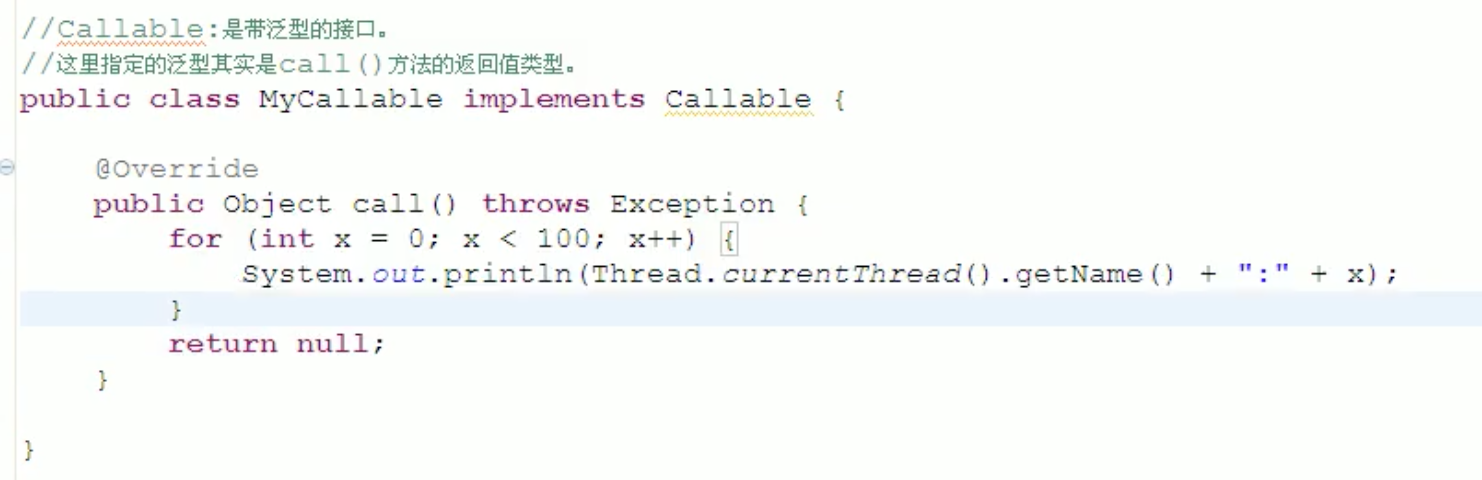 //Callable:是带泛型的接口。
//这里指定的泛型其实是call()方法的返回值类型。
public class MyCallable implements Callable {
@Override
public Object call() throws Exception {
for (int x = 0; x < 100; x++) {
System.out.println(Thread.currentThread().getName() + ":" + x);
}
return null;
}
}